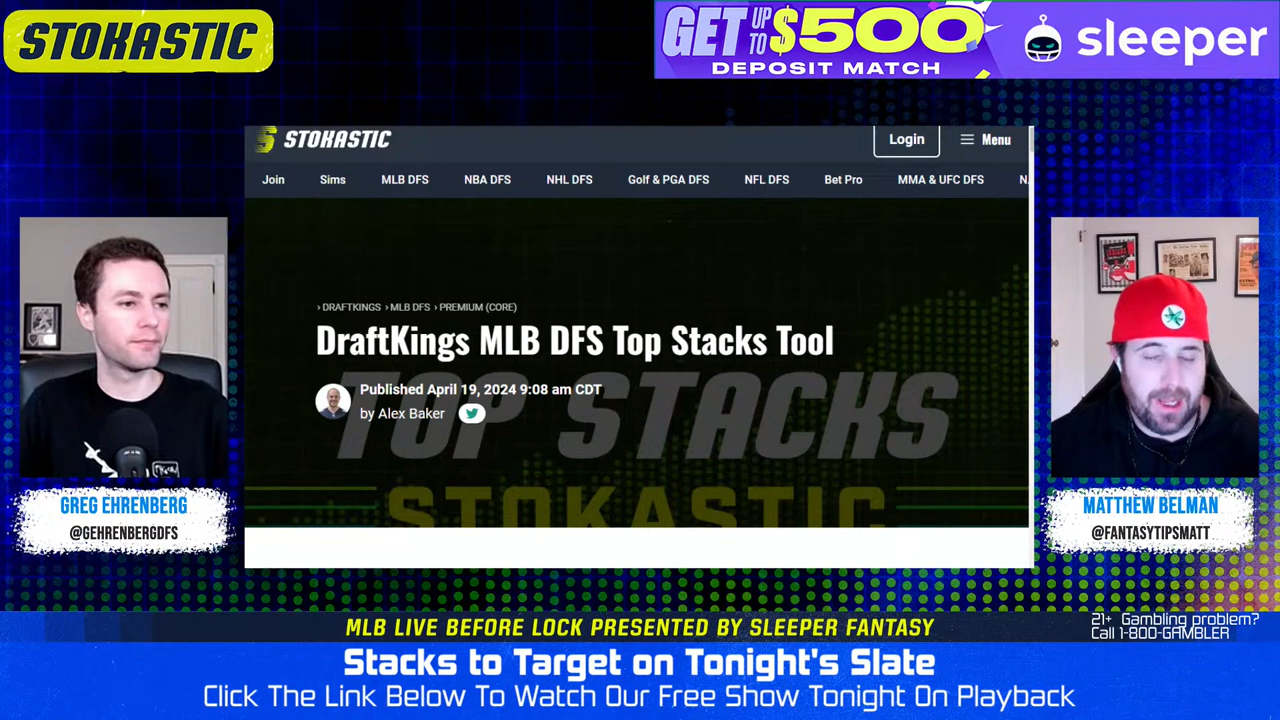 STOKASTIC
GET UP TO $500
DEPOSIT MATCH
sleeper
STOKASTIC
Login
Menu
Join Sims MLB DFS NBA DFS NHL DFS Golf & PGA DFS NFL DFS Bet Pro MMA & UFC DFS N
› DRAFTKINGS › MLB DFS › PREMIUM (CORE)
DraftKings MLB DFS Top Stacks Tool
Published April 19, 2024 9:08 am CDT
by Alex Baker
TOP STACKS
STOKASTIC
GREG EHRENBERG
@GEHRENBERGDFS
MATTHEW BELMAN
@FANTASYTIPSMATT
MLB LIVE BEFORE LOCK PRESENTED BY SLEEPER FANTASY
21+ Gambling problem?
Call 1-800-GAMBLER
Stacks to Target on Tonight's Slate
Click The Link Below To Watch Our Free Show Tonight On Playback